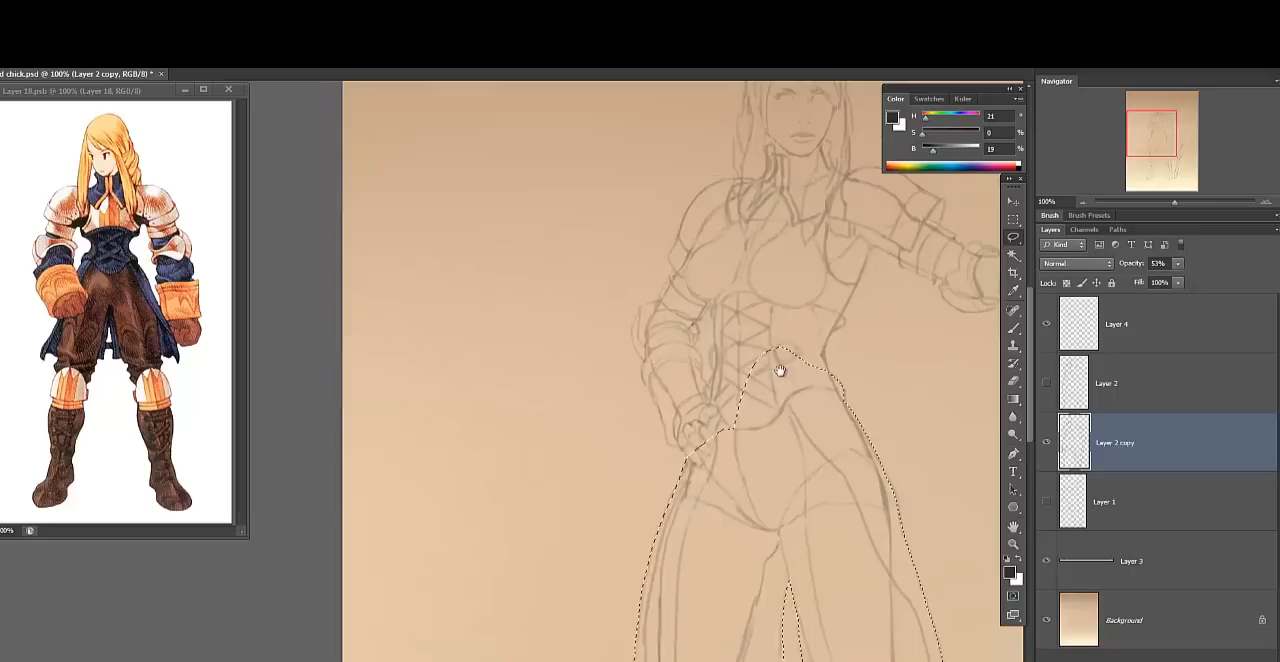 d chick.psd @ 100% (Layer 2 copy, RGB/8) * ×
Layer 18.psb @ 100% (Layer 18, RGB/8)
00%
Color Swatches Kuler
H 21 °
S 0 %
B 19 %
Navigator
100%
Brush Brush Presets
Layers Channels Paths
Kind
Normal Opacity: 53%
Lock: Fill: 100%
Layer 4
Layer 2
Layer 2 copy
Layer 1
Layer 3
Background